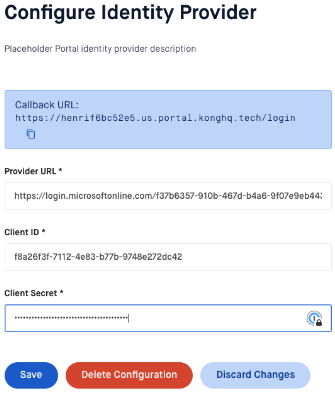 Configure Identity Provider
Placeholder Portal identity provider description
Callback URL:
https://henrif6bc52e5.us.portal.konghq.tech/login
Provider URL *
https://login.microsoftonline.com/f37b6357-910b-467d-b4a6-9f07e9eb443
Client ID *
f8a26f3f-7112-4e83-b77b-9748e272dc42
Client Secret *
••••••••••••••••••••••••••••••••••••••••
Save
Delete Configuration
Discard Changes